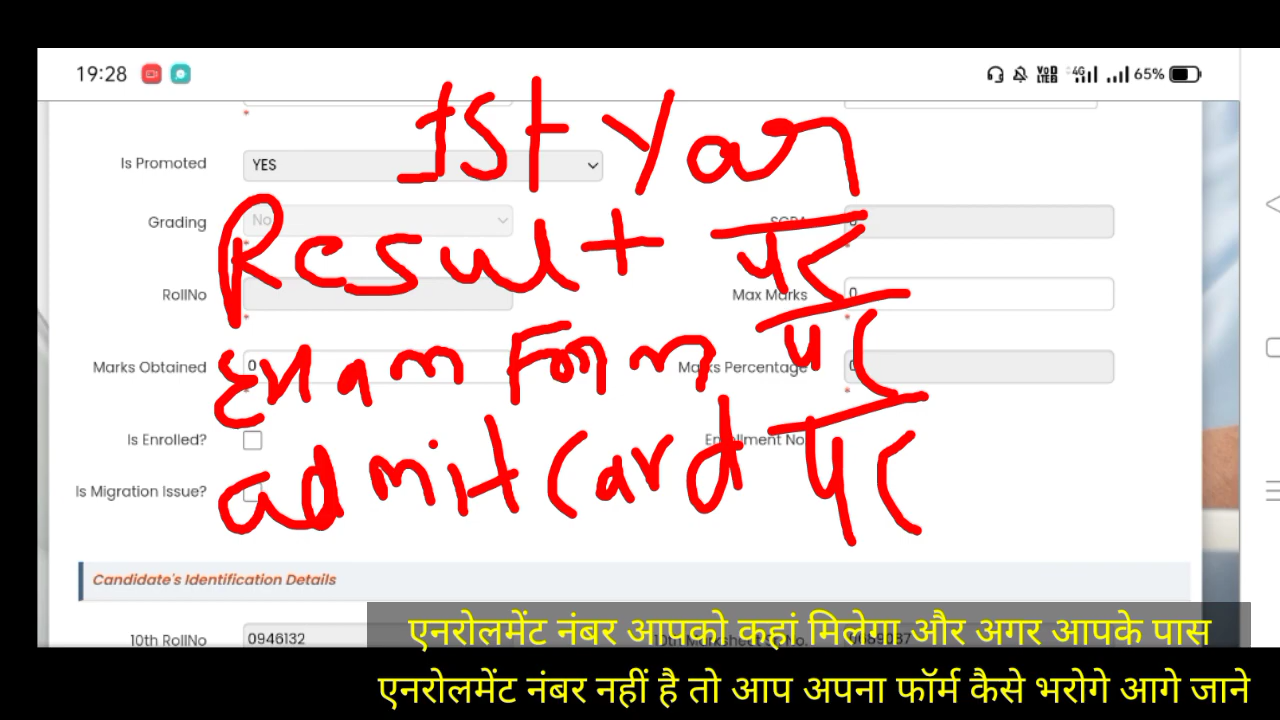 19:28 VoD LTEB 4G 65%
1st Year
Is Promoted YES
Grading No SGPA
Result पर
RollNo Max Marks 0
Exam Form पर
Marks Obtained 0 Marks Percentage 0
Is Enrolled? Enrollment No.
admit Card पर
Is Migration Issue?
Candidate's Identification Details
10th RollNo 0946132
एनरोलमेंट नंबर आपको कहां मिलेगा और अगर आपके पास
एनरोलमेंट नंबर नहीं है तो आप अपना फॉर्म कैसे भरोगे आगे जाने